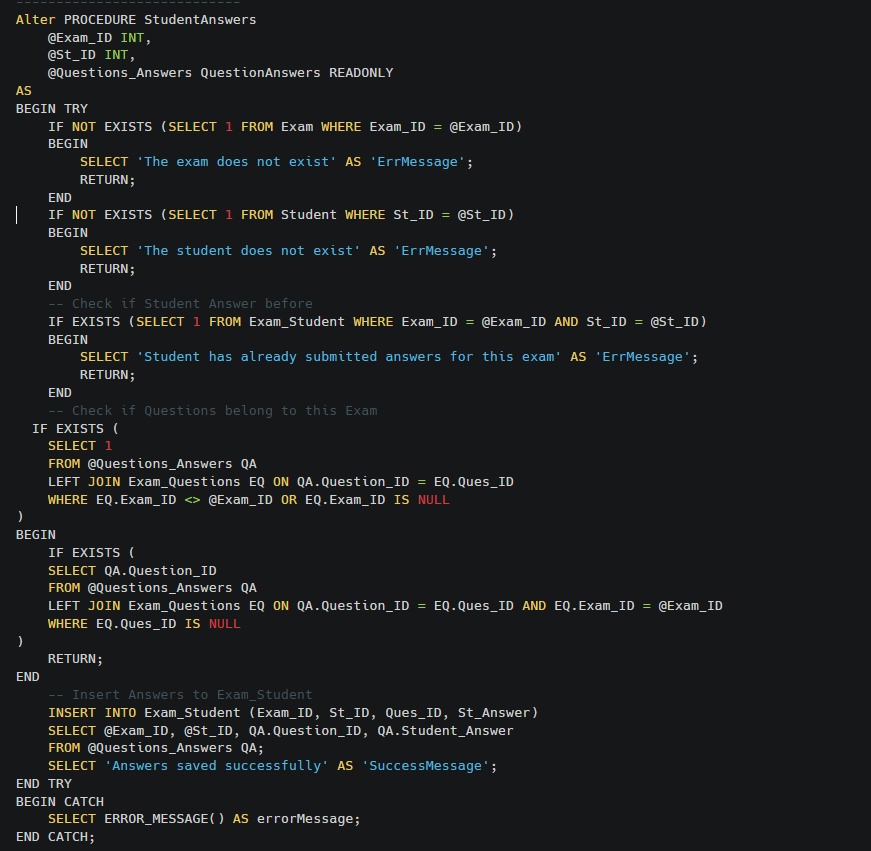 -----------------------------
Alter PROCEDURE StudentAnswers
    @Exam_ID INT,
    @St_ID INT,
    @Questions_Answers QuestionAnswers READONLY
AS
BEGIN TRY
    IF NOT EXISTS (SELECT 1 FROM Exam WHERE Exam_ID = @Exam_ID)
    BEGIN
        SELECT 'The exam does not exist' AS 'ErrMessage';
        RETURN;
    END
    IF NOT EXISTS (SELECT 1 FROM Student WHERE St_ID = @St_ID)
    BEGIN
        SELECT 'The student does not exist' AS 'ErrMessage';
        RETURN;
    END
    -- Check if Student Answer before
    IF EXISTS (SELECT 1 FROM Exam_Student WHERE Exam_ID = @Exam_ID AND St_ID = @St_ID)
    BEGIN
        SELECT 'Student has already submitted answers for this exam' AS 'ErrMessage';
        RETURN;
    END
    -- Check if Questions belong to this Exam
  IF EXISTS (
    SELECT 1
    FROM @Questions_Answers QA
    LEFT JOIN Exam_Questions EQ ON QA.Question_ID = EQ.Ques_ID
    WHERE EQ.Exam_ID <> @Exam_ID OR EQ.Exam_ID IS NULL
)
BEGIN
    IF EXISTS (
    SELECT QA.Question_ID
    FROM @Questions_Answers QA
    LEFT JOIN Exam_Questions EQ ON QA.Question_ID = EQ.Ques_ID AND EQ.Exam_ID = @Exam_ID
    WHERE EQ.Ques_ID IS NULL
)
    RETURN;
END
    -- Insert Answers to Exam_Student
    INSERT INTO Exam_Student (Exam_ID, St_ID, Ques_ID, St_Answer)
    SELECT @Exam_ID, @St_ID, QA.Question_ID, QA.Student_Answer
    FROM @Questions_Answers QA;
    SELECT 'Answers saved successfully' AS 'SuccessMessage';
END TRY
BEGIN CATCH
    SELECT ERROR_MESSAGE() AS errorMessage;
END CATCH;